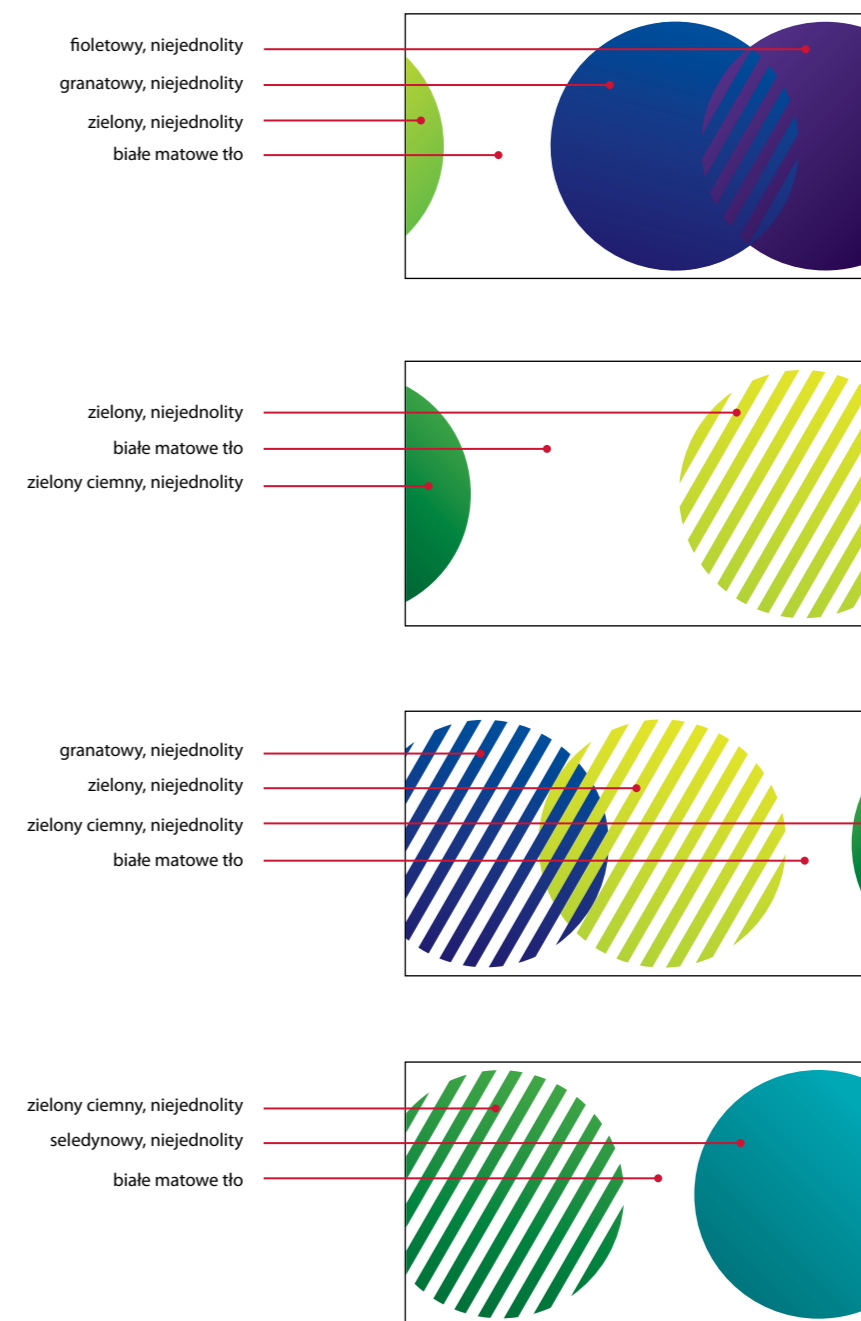 fioletowy, niejednolity
granatowy, niejednolity
zielony, niejednolity
białe matowe tło
zielony, niejednolity
białe matowe tło
zielony ciemny, niejednolity
granatowy, niejednolity
zielony, niejednolity
zielony ciemny, niejednolity
białe matowe tło
zielony ciemny, niejednolity
seledynowy, niejednolity
białe matowe tło